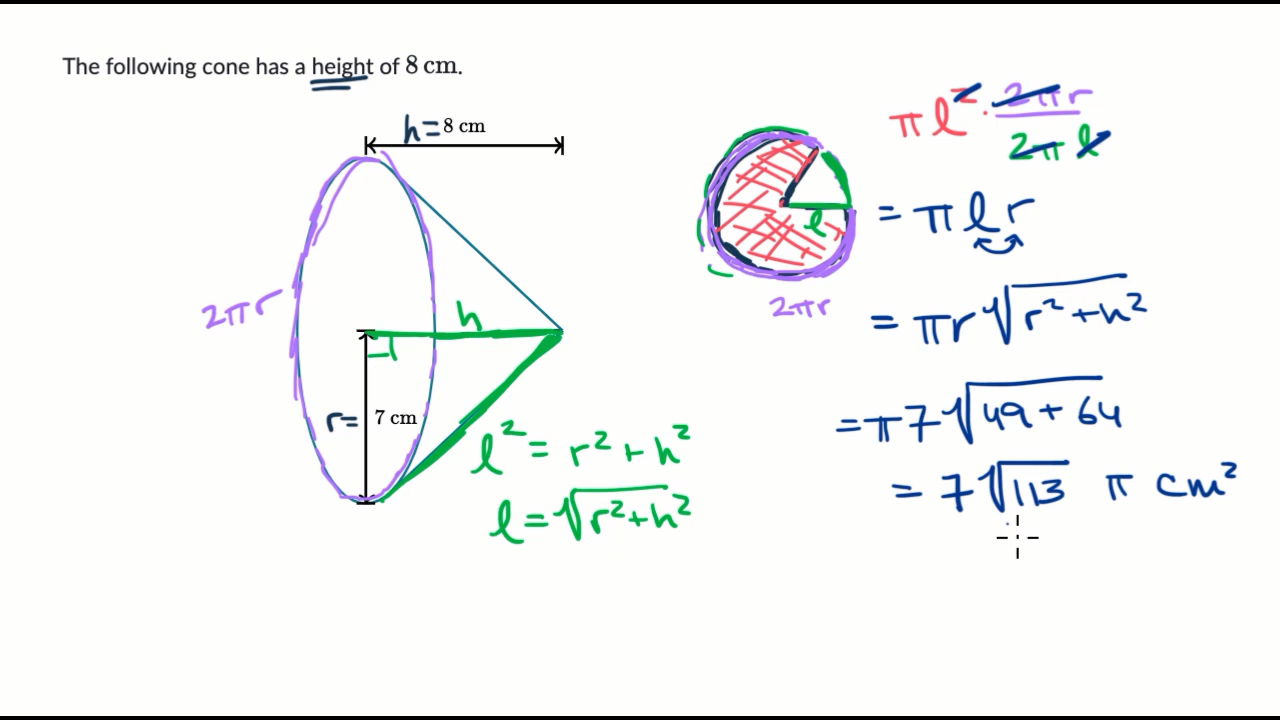 The following cone has a height of 8 cm.
h = 8 cm
2πr
h
r = 7 cm
l² = r² + h²
l = √(r² + h²)
l
2πr
πl² · 2πr / 2πl
= πlr
= πr√(r² + h²)
= π7√(49 + 64)
= 7√113 π cm²